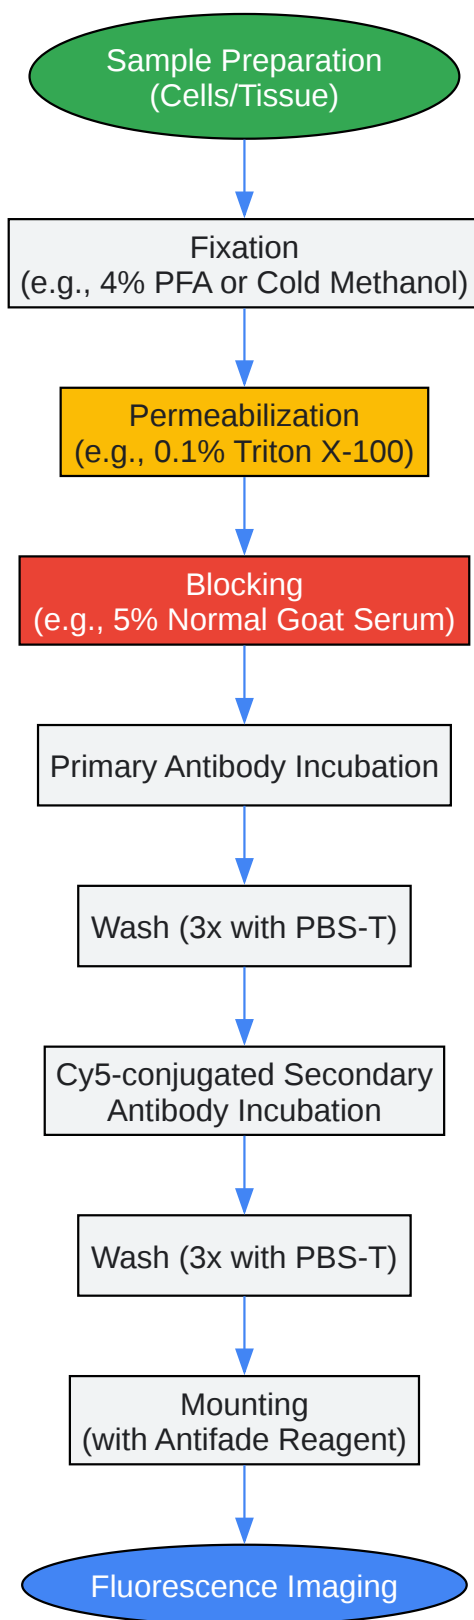 Sample Preparation
(Cells/Tissue)
Fixation
(e.g., 4% PFA or Cold Methanol)
Permeabilization
(e.g., 0.1% Triton X-100)
Blocking
(e.g., 5% Normal Goat Serum)
Primary Antibody Incubation
Wash (3x with PBS-T)
Cy5-conjugated Secondary
Antibody Incubation
Wash (3x with PBS-T)
Mounting
(with Antifade Reagent)
Fluorescence Imaging